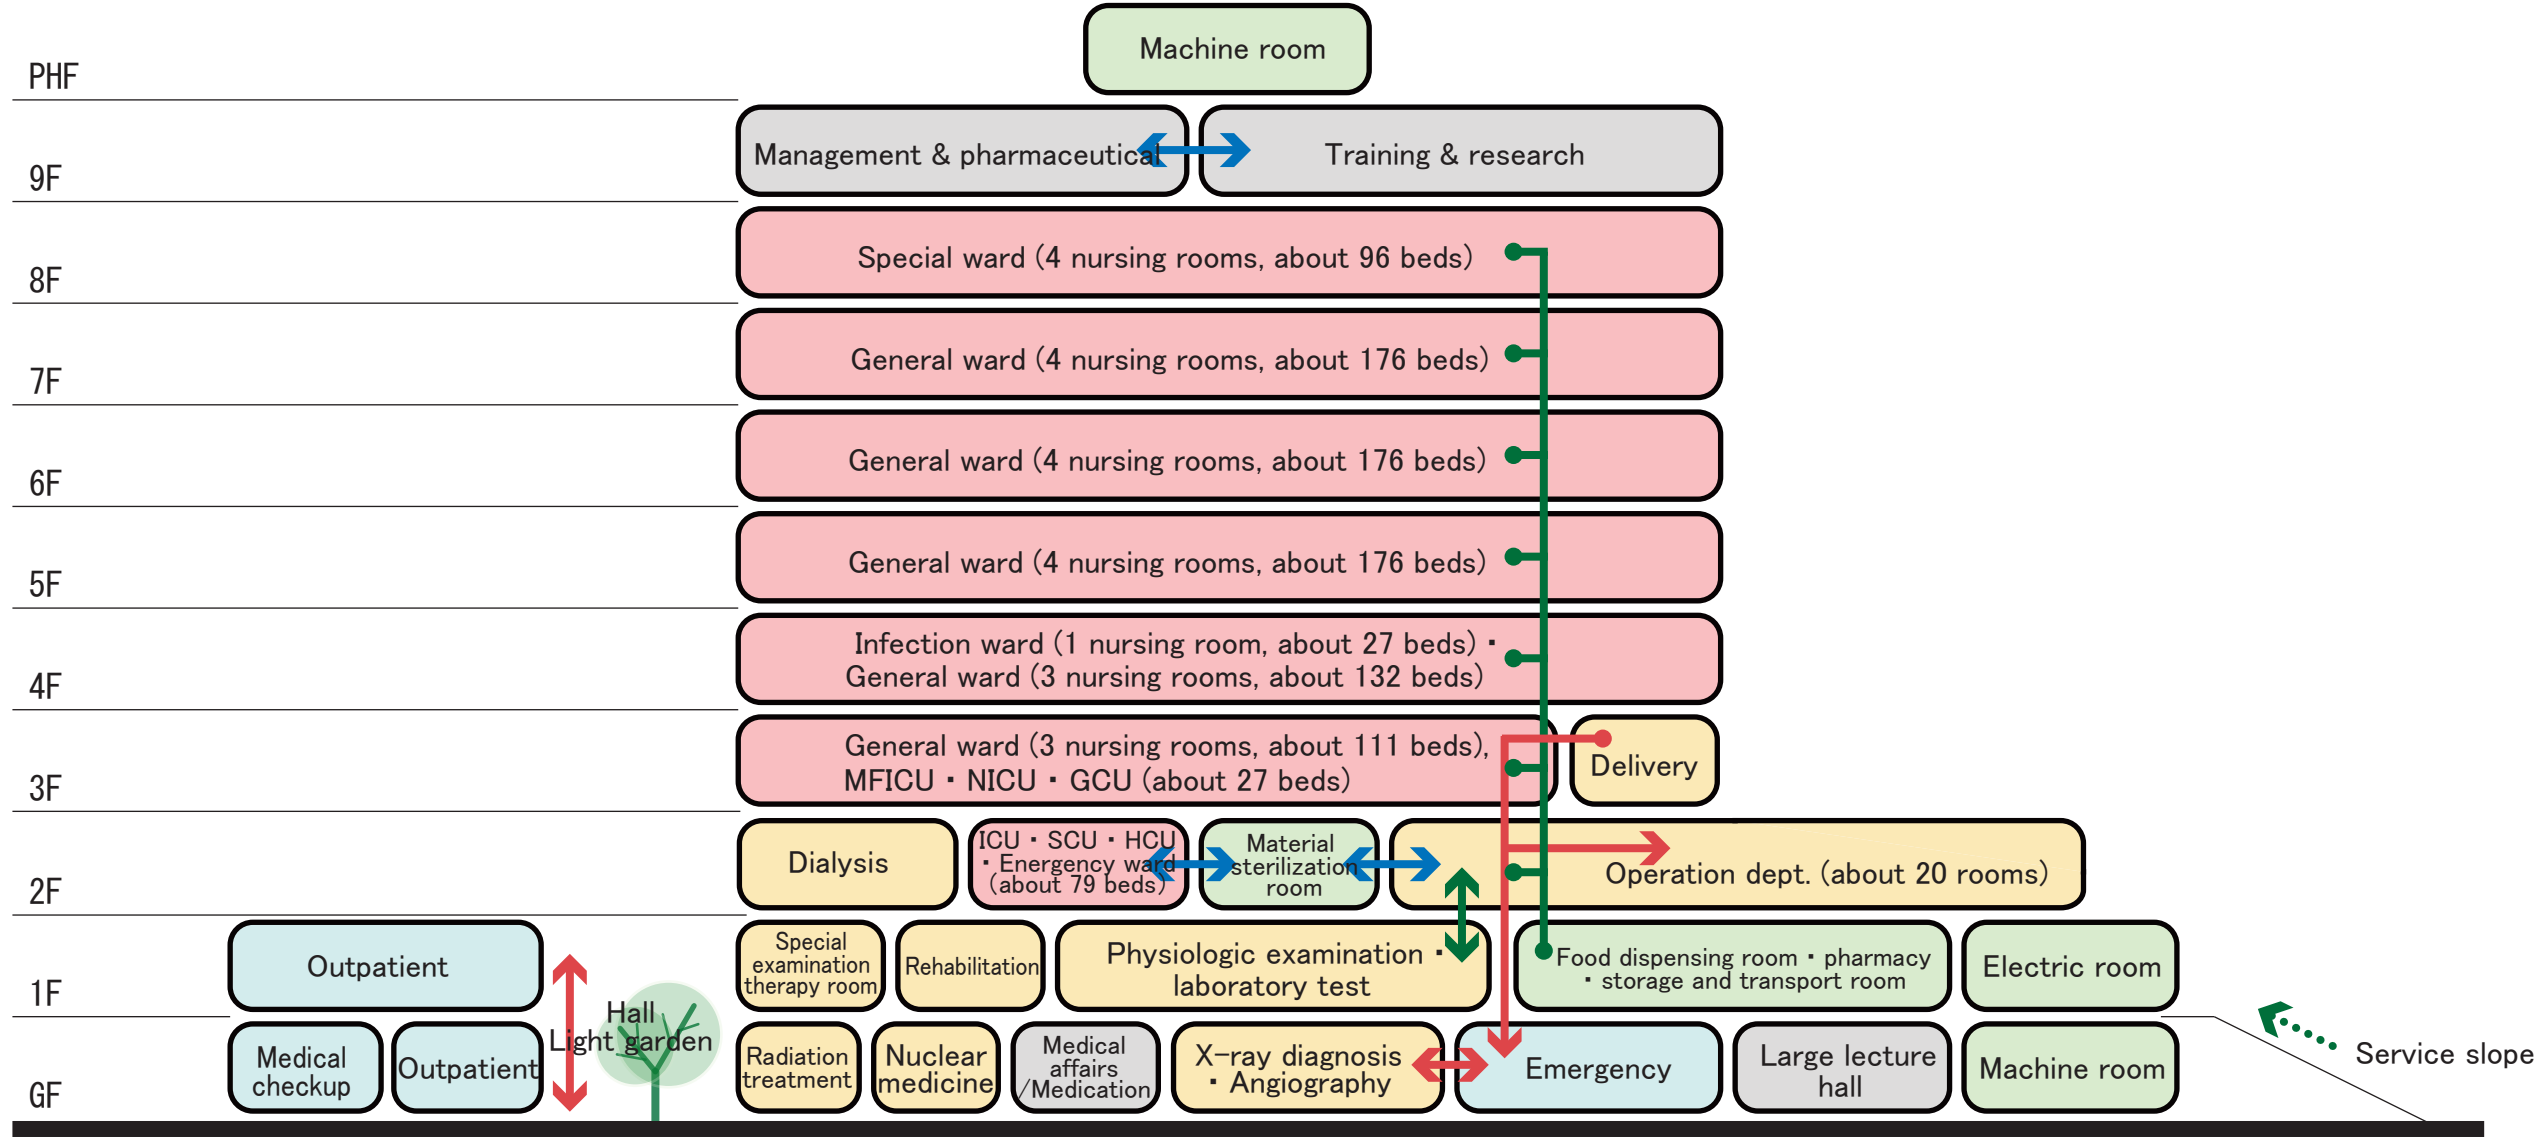 Machine room
PHF
Management & pharmaceutical
Training & research
9F
Special ward (4 nursing rooms, about 96 beds)
8F
General ward (4 nursing rooms, about 176 beds)
7F
General ward (4 nursing rooms, about 176 beds)
6F
General ward (4 nursing rooms, about 176 beds)
5F
Infection ward (1 nursing room, about 27 beds)・
General ward (3 nursing rooms, about 132 beds)
4F
General ward (3 nursing rooms, about 111 beds),
MFICU・NICU・GCU (about 27 beds)
Delivery
3F
Dialysis
ICU・SCU・HCU
・Energency ward
(about 79 beds)
Material
sterilization
room
Operation dept. (about 20 rooms)
2F
Outpatient
Special
examination
therapy room
Rehabilitation
Physiologic examination・
laboratory test
Food dispensing room・pharmacy
・storage and transport room
Electric room
1F
Hall
Light garden
Medical
checkup
Outpatient
Radiation
treatment
Nuclear
medicine
Medical
affairs
/Medication
X-ray diagnosis
・Angiography
Emergency
Large lecture
hall
Machine room
Service slope
GF